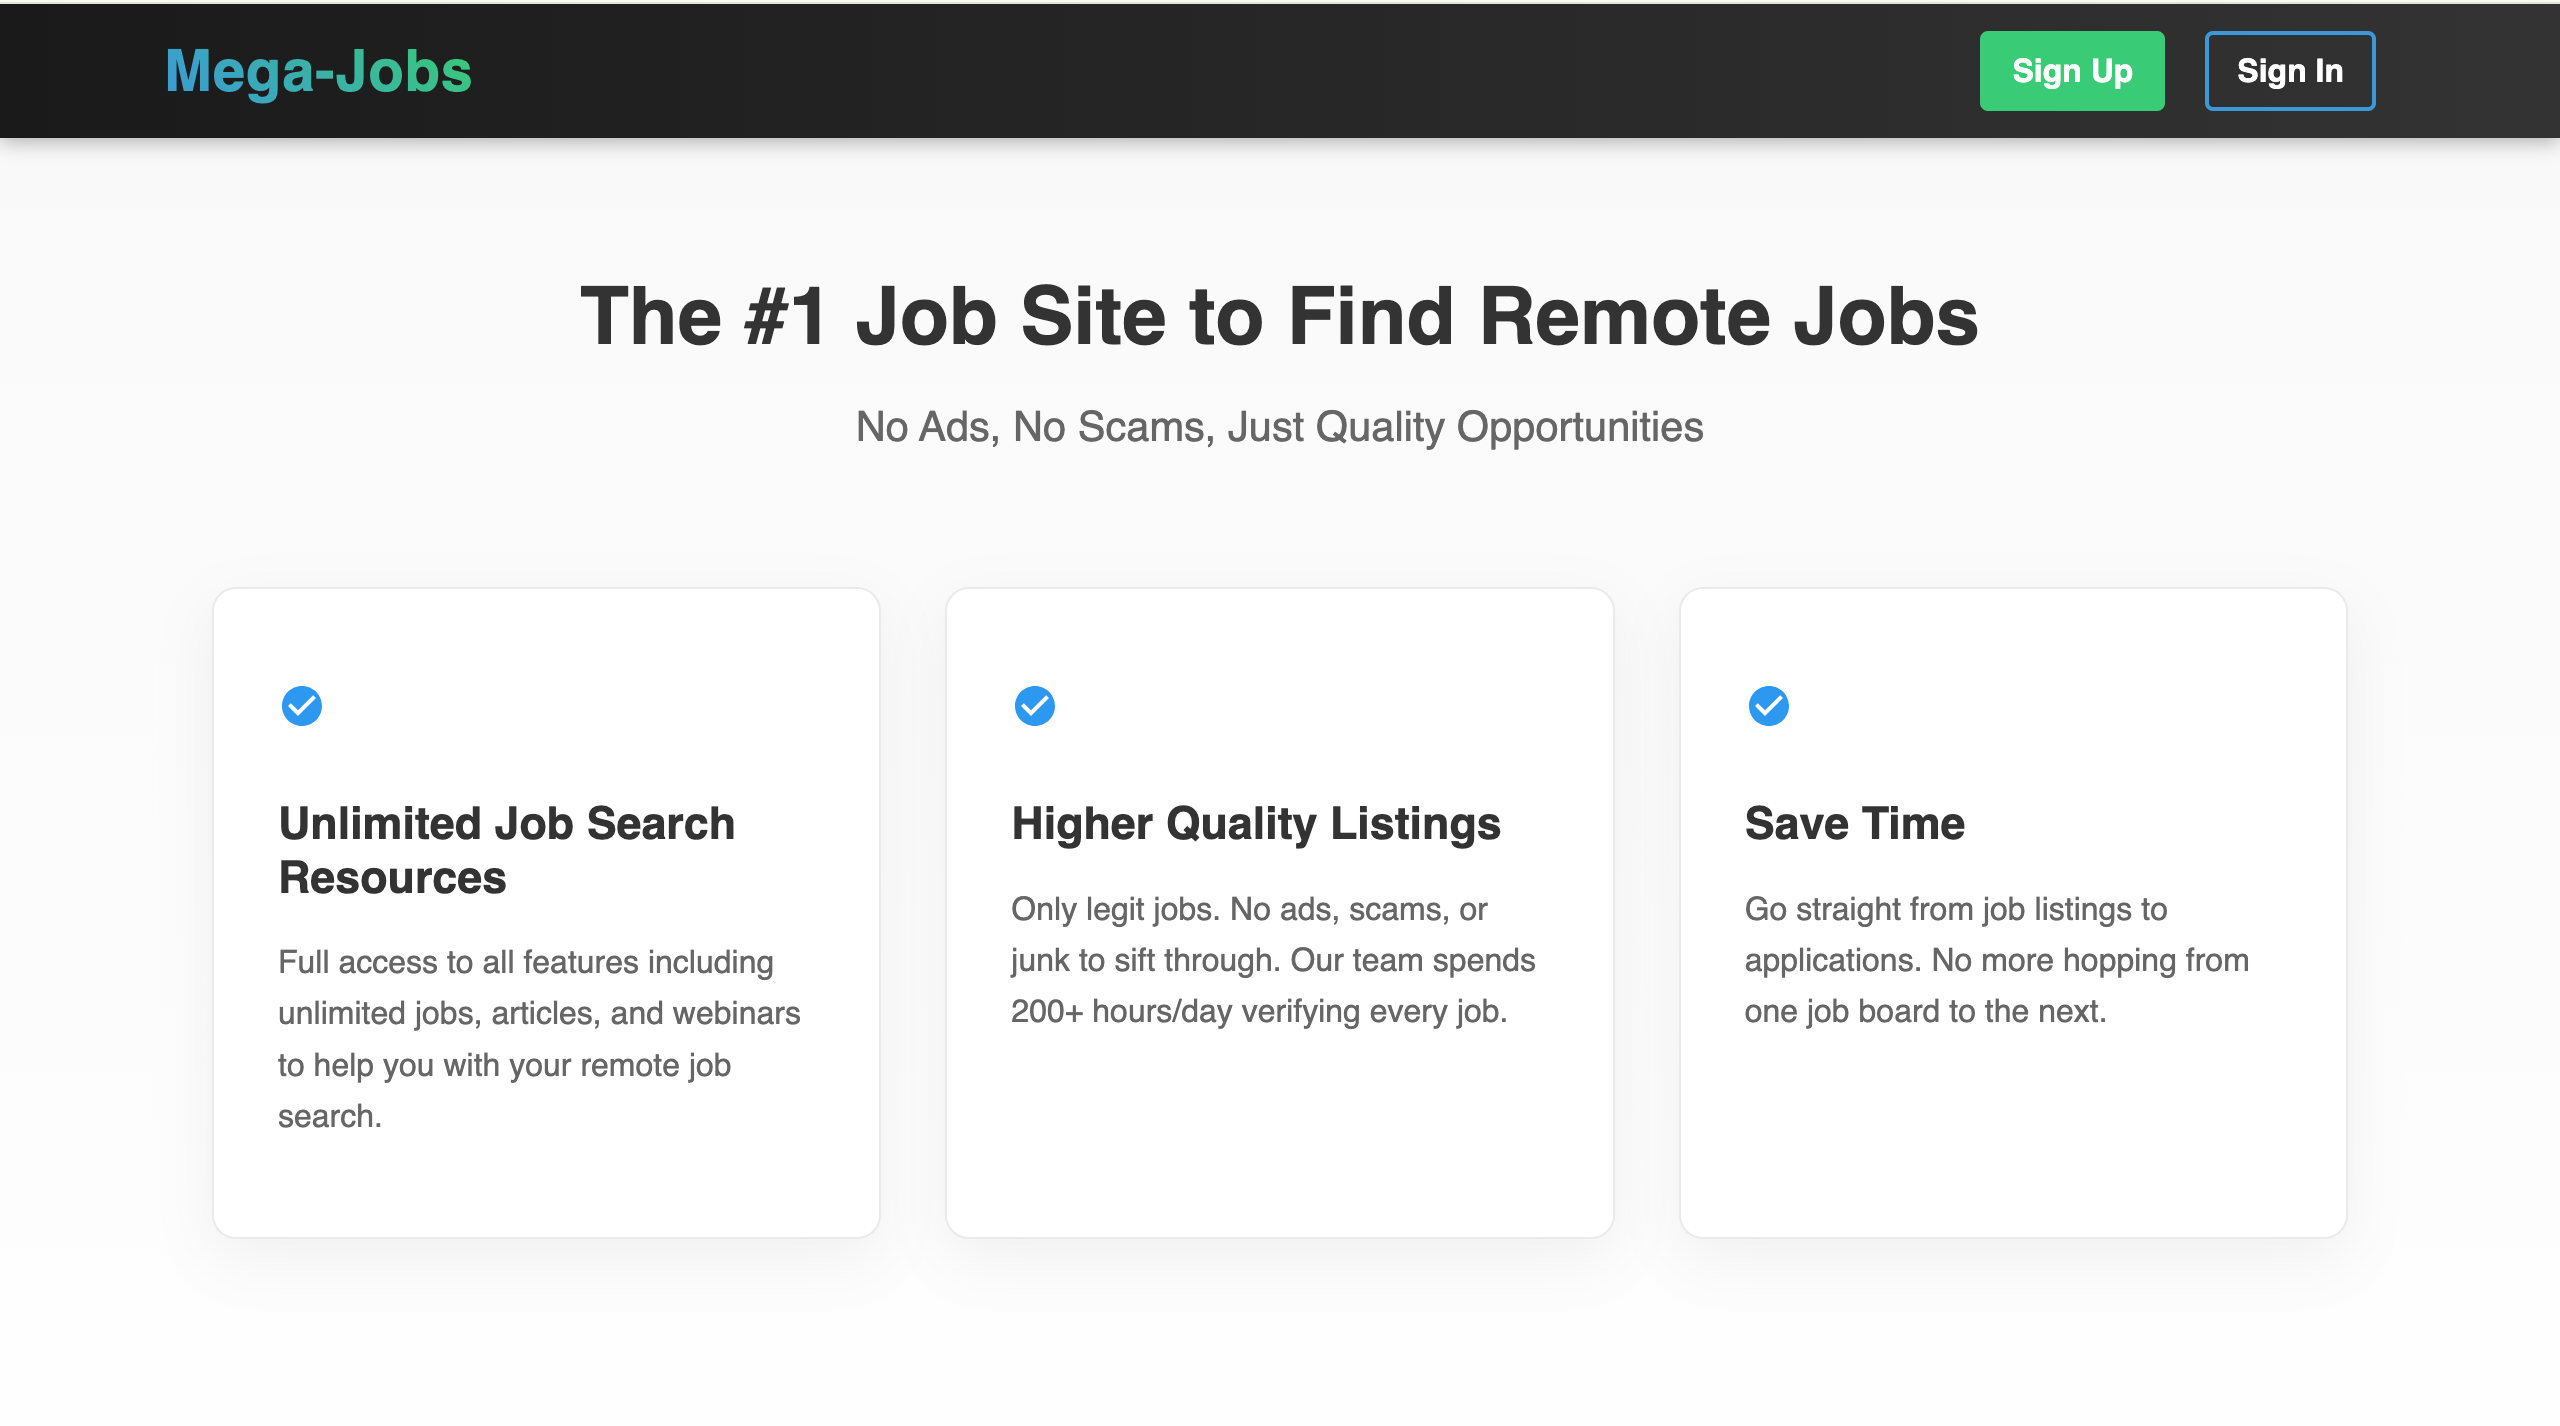 Mega-Jobs
Sign Up
Sign In
The #1 Job Site to Find Remote Jobs
No Ads, No Scams, Just Quality Opportunities
Unlimited Job Search
Resources
Full access to all features including
unlimited jobs, articles, and webinars
to help you with your remote job
search.
Higher Quality Listings
Only legit jobs. No ads, scams, or
junk to sift through. Our team spends
200+ hours/day verifying every job.
Save Time
Go straight from job listings to
applications. No more hopping from
one job board to the next.